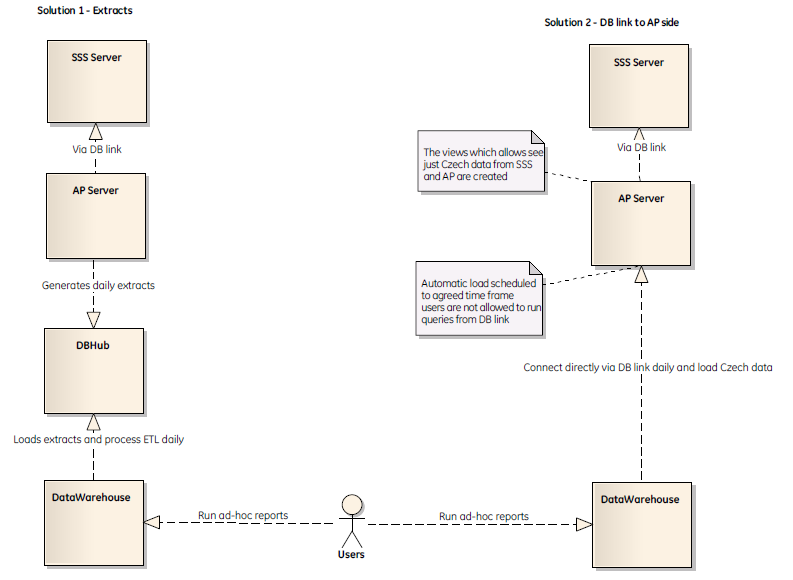 Solution 1 - Extracts
SSS Server
Via DB link
AP Server
Generates daily extracts
DBHub
Loads extracts and process ETL daily
DataWarehouse
Run ad-hoc reports
Users
Solution 2 - DB link to AP side
SSS Server
Via DB link
The views which allows see
just Czech data from SSS
and AP are created
AP Server
Automatic load scheduled
to agreed time frame
users are not allowed to run
queries from DB link
Connect directly via DB link daily and load Czech data
Run ad-hoc reports
DataWarehouse